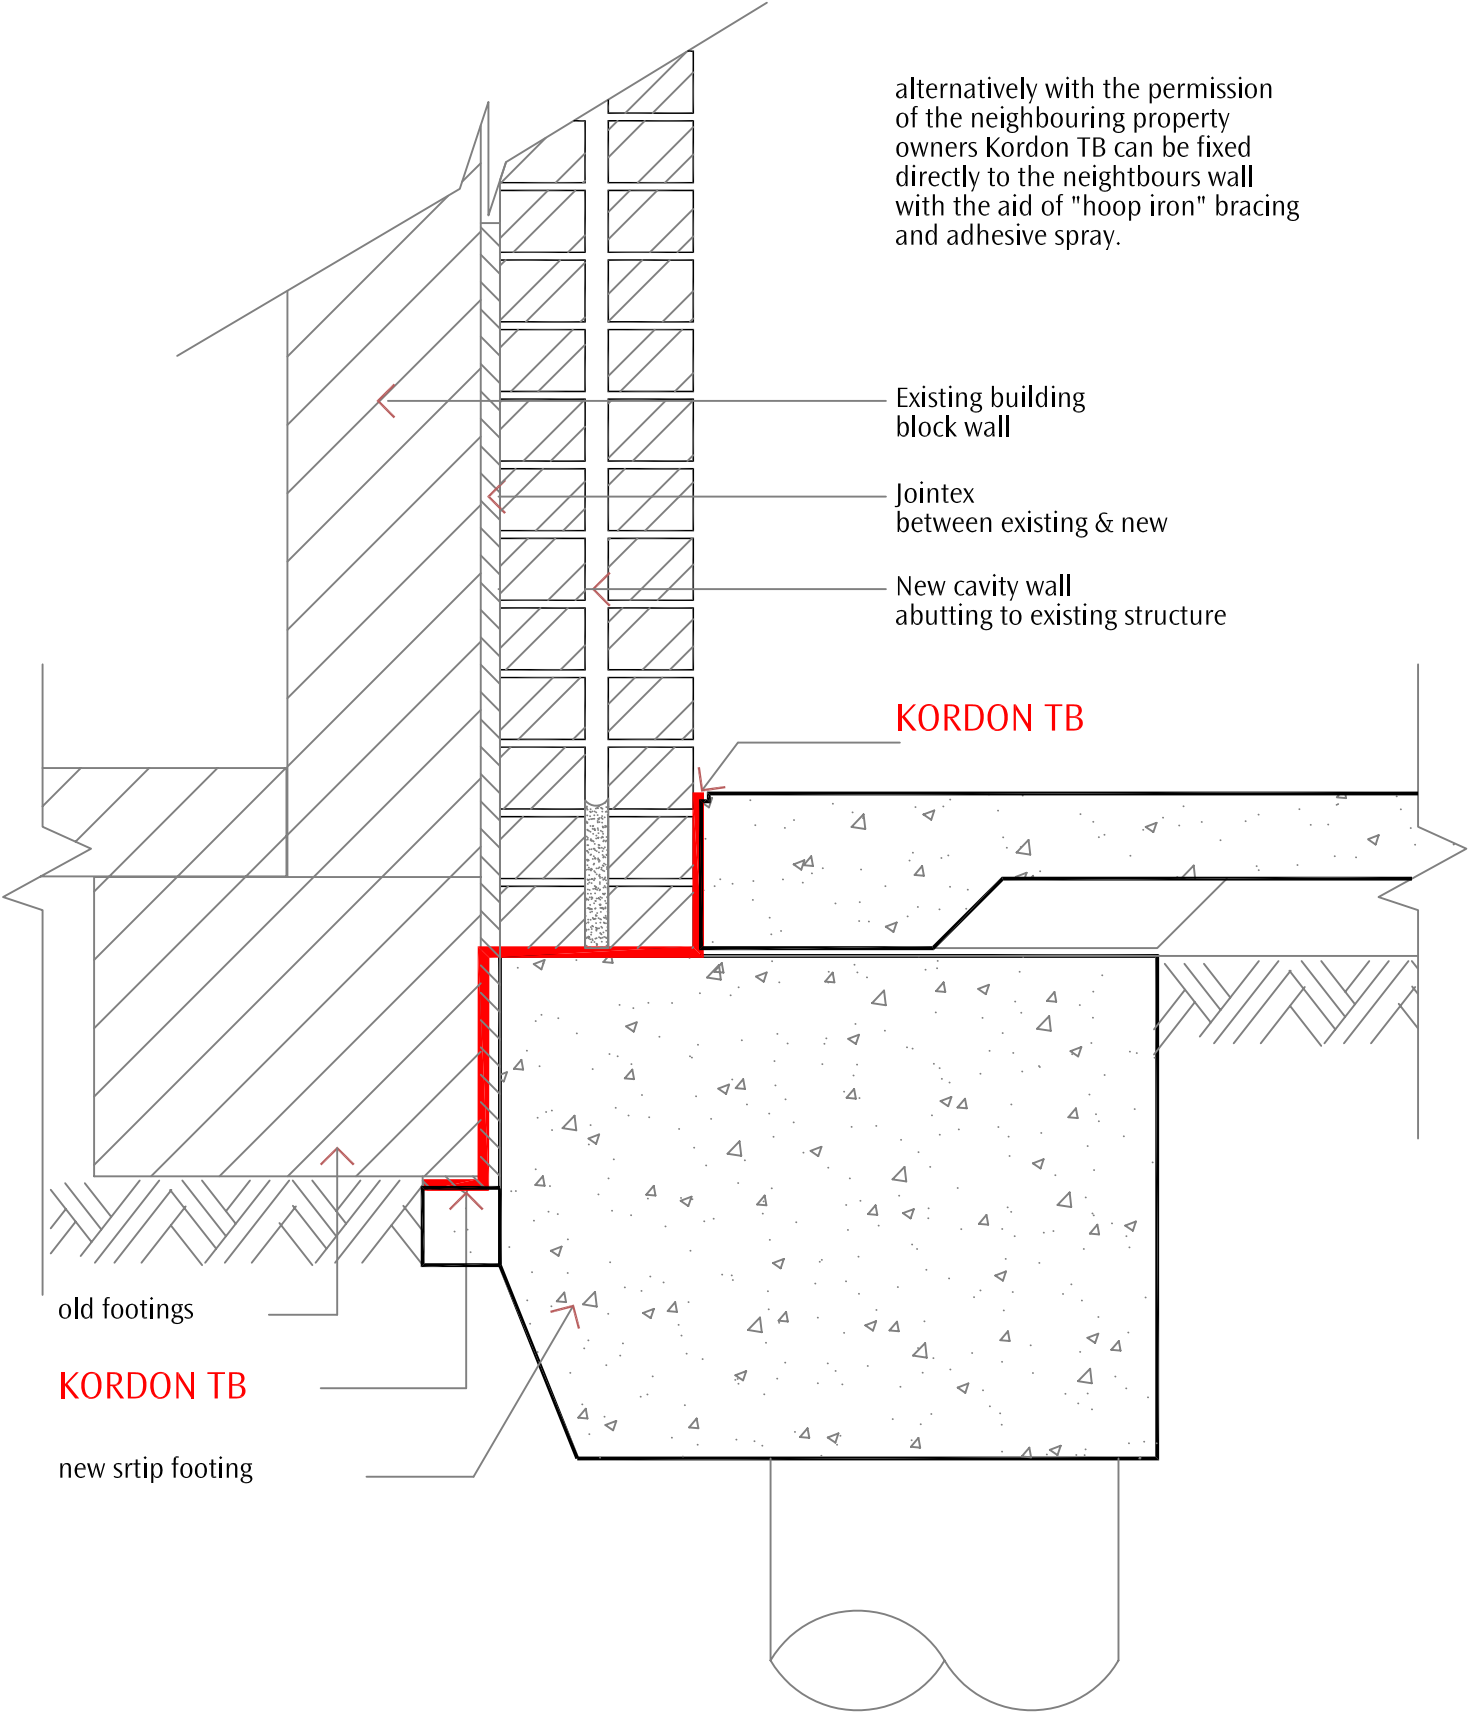 alternatively with the permission
of the neighbouring property
owners Kordon TB can be fixed
directly to the neightbours wall
with the aid of "hoop iron" bracing
and adhesive spray.
Existing building
block wall
Jointex
between existing & new
New cavity wall
abutting to existing structure
KORDON TB
old footings
KORDON TB
new srtip footing